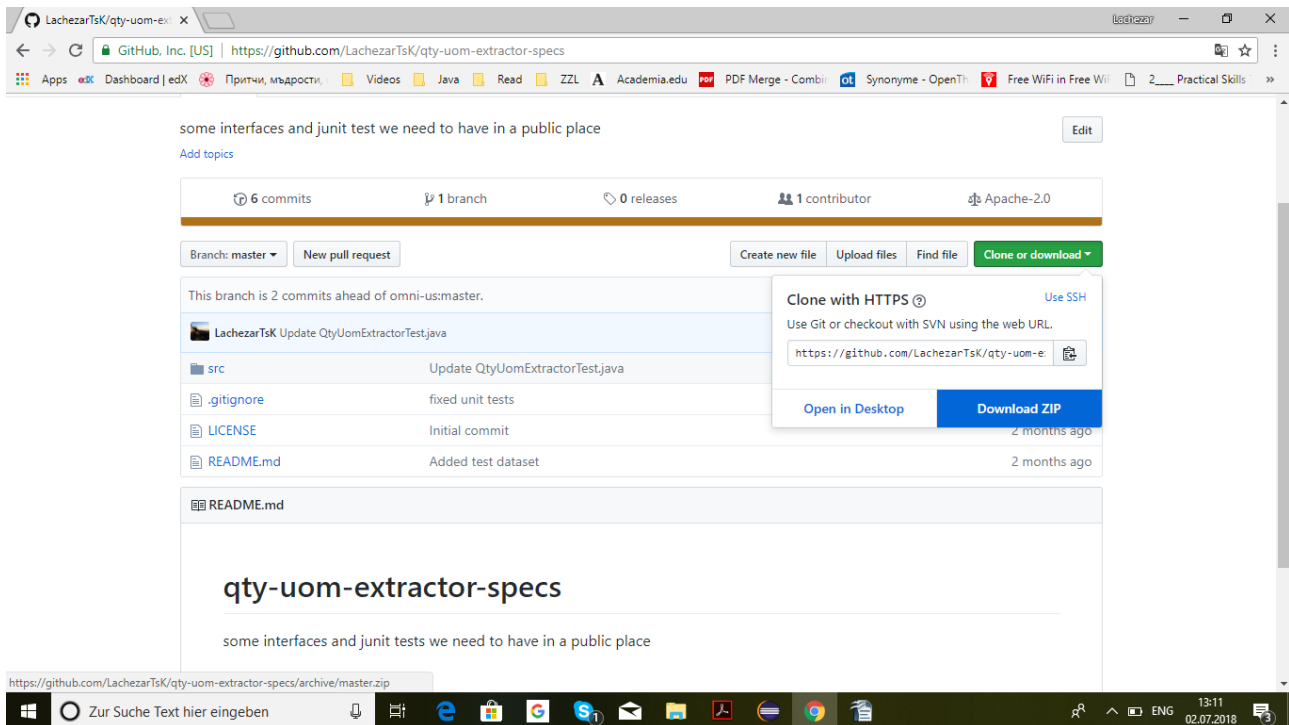 LachezarTsK/qty-uom-ext
Lachezar
GitHub, Inc. [US] | https://github.com/LachezarTsK/qty-uom-extractor-specs
Apps edX Dashboard | edX Притчи, мъдрости, Videos Java Read ZZL A Academia.edu PDF PDF Merge - Combin ot Synonyme - OpenTh Free WiFi in Free Wi 2____Practical Skills »
some interfaces and junit test we need to have in a public place
Edit
Add topics
6 commits 1 branch 0 releases 1 contributor Apache-2.0
Branch: master New pull request Create new file Upload files Find file Clone or download
This branch is 2 commits ahead of omni-us:master.
LachezarTsK Update QtyUomExtractorTest.java
src Update QtyUomExtractorTest.java
.gitignore fixed unit tests
LICENSE Initial commit 2 months ago
README.md Added test dataset 2 months ago
Clone with HTTPS ? Use SSH
Use Git or checkout with SVN using the web URL.
https://github.com/LachezarTsK/qty-uom-e
Open in Desktop Download ZIP
README.md
qty-uom-extractor-specs
some interfaces and junit tests we need to have in a public place
https://github.com/LachezarTsK/qty-uom-extractor-specs/archive/master.zip
Zur Suche Text hier eingeben
ENG 13:11
02.07.2018